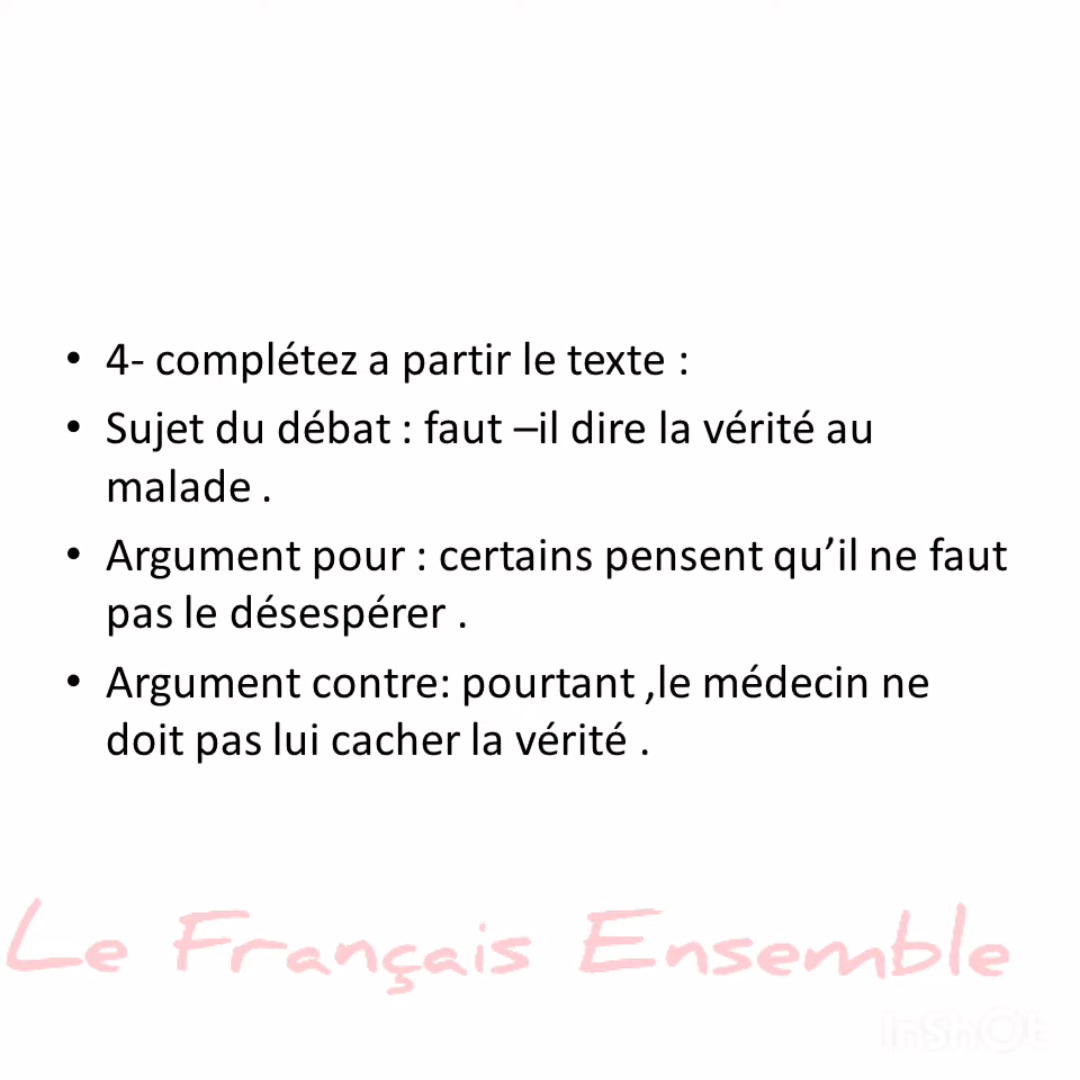 • 4- complétez a partir le texte :
• Sujet du débat : faut –il dire la vérité au
malade .
• Argument pour : certains pensent qu’il ne faut
pas le désespérer .
• Argument contre: pourtant ,le médecin ne
doit pas lui cacher la vérité .
Le Français Ensemble
InShOt